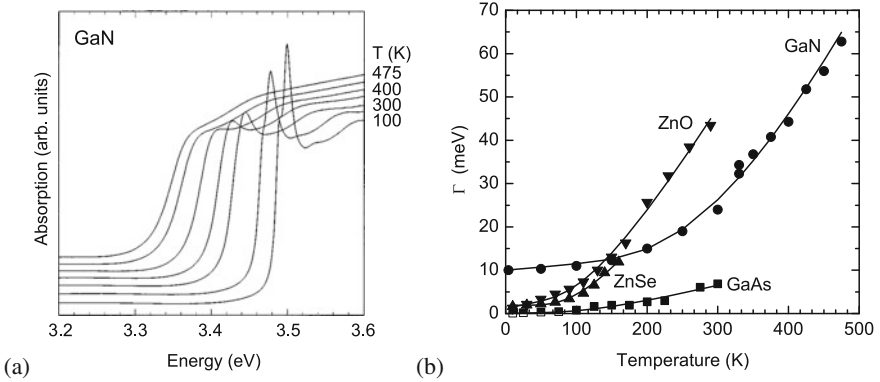 GaN
T (K)
475
400
300
100
Absorption (arb. units)
3.2 3.3 3.4 3.5 3.6
Energy (eV)
(a)
70
60
50
40
30
20
10
0
Γ (meV)
GaN
ZnO
ZnSe
GaAs
0 100 200 300 400 500
Temperature (K)
(b)